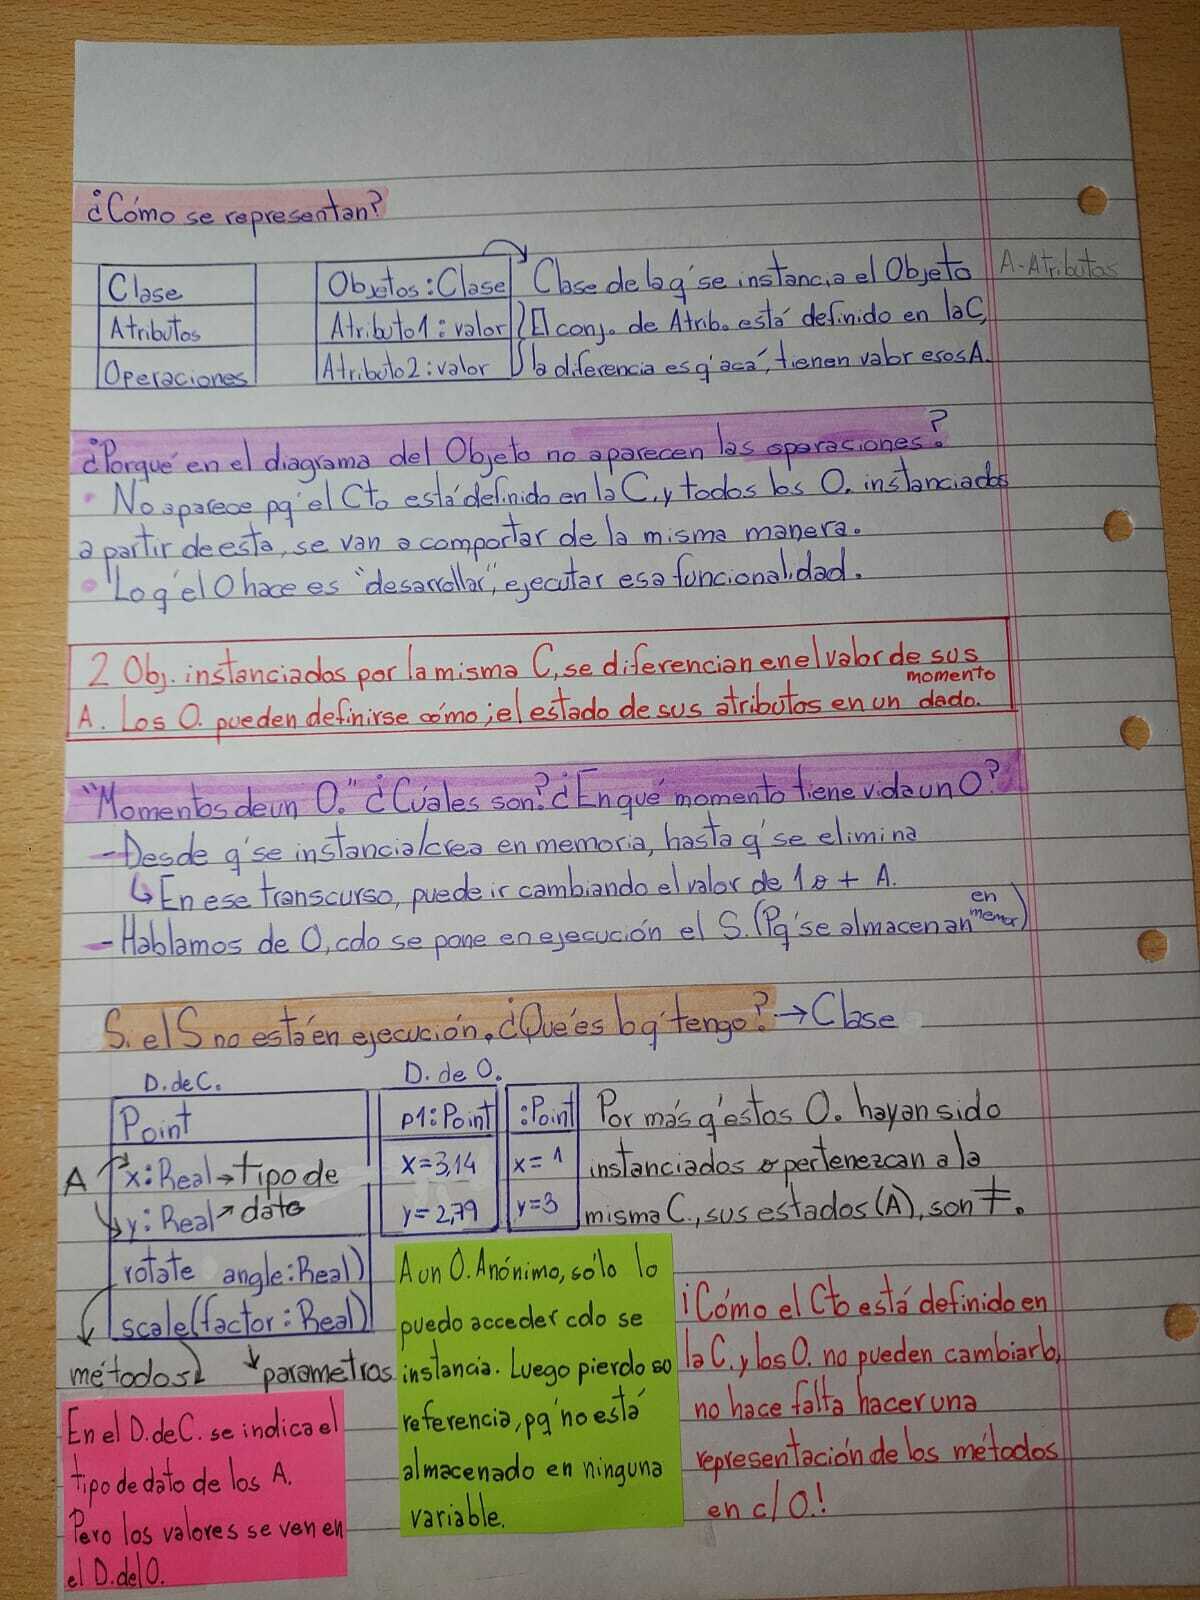 ¿Cómo se representan?
Clase
Atributos
Operaciones
Objetos:Clase
Atributo1:valor
Atributo2:valor
Clase de la q' se instancia el Objeto
El conj. de Atrib. está definido en la C,
la diferencia es q' acá, tienen valor esos A.
A-Atributos
¿Porqué en el diagrama del Objeto no aparecen las operaciones?
• No aparece pq' el Cto está definido en la C. y todos los O. instanciados
a partir de esta, se van a comportar de la misma manera.
• Lo q' el O hace es "desarrollar", ejecutar esa funcionalidad.
2 Obj. instanciados por la misma C, se diferencian en el valor de sus
A. Los O. pueden definirse cómo; el estado de sus atributos en un momento dado.
"Momentos de un O." ¿Cúales son? ¿En qué momento tiene vida un O?
- Desde q' se instancia/crea en memoria, hasta q' se elimina
↳ En ese transcurso, puede ir cambiando el valor de 1 o + A.
- Hablamos de O, cdo se pone en ejecución el S. (Pq' se almacenan en memor)
S. el S no está en ejecución. ¿Qué es lo q' tengo? → Clase
D. de C.
Point
A
x:Real → tipo de
y:Real ↗ dato
rotate angle:Real)
scale(factor:Real)
métodos
parametros
D. de O.
p1:Point
x=3,14
y=2,79
:Point
x=1
y=3
Por más q' estos O. hayan sido
instanciados o pertenezcan a la
misma C., sus estados (A), son ≠.
En el D. de C. se indica el
tipo de dato de los A.
Pero los valores se ven en
el D. del O.
A un O. Anónimo, sólo lo
puedo acceder cdo se
instancia. Luego pierdo so
referencia, pq' no está
almacenado en ninguna
variable.
¡Cómo el Cto está definido en
la C. y los O. no pueden cambiarlo,
no hace falta hacer una
representación de los métodos
en c/ O.!